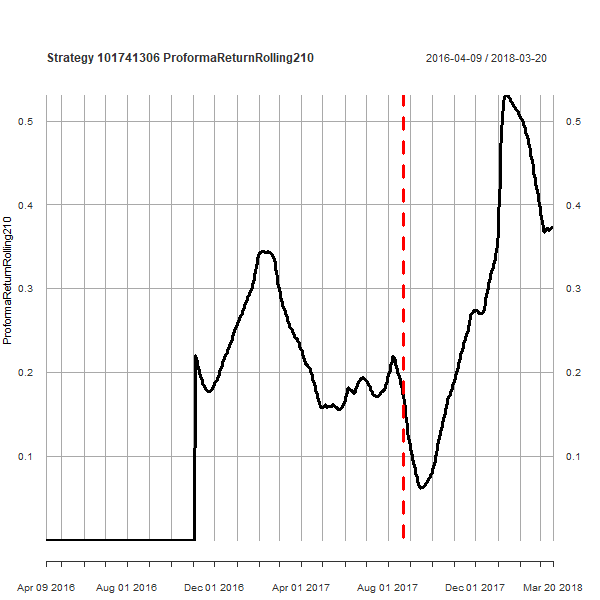 Strategy 101741306 ProformaReturnRolling210
2016-04-09 / 2018-03-20
0.5 0.5
0.4 0.4
0.3 0.3
0.2 0.2
0.1 0.1
ProformaReturnRolling210
Apr 09 2016 Aug 01 2016 Dec 01 2016 Apr 01 2017 Aug 01 2017 Dec 01 2017 Mar 20 2018